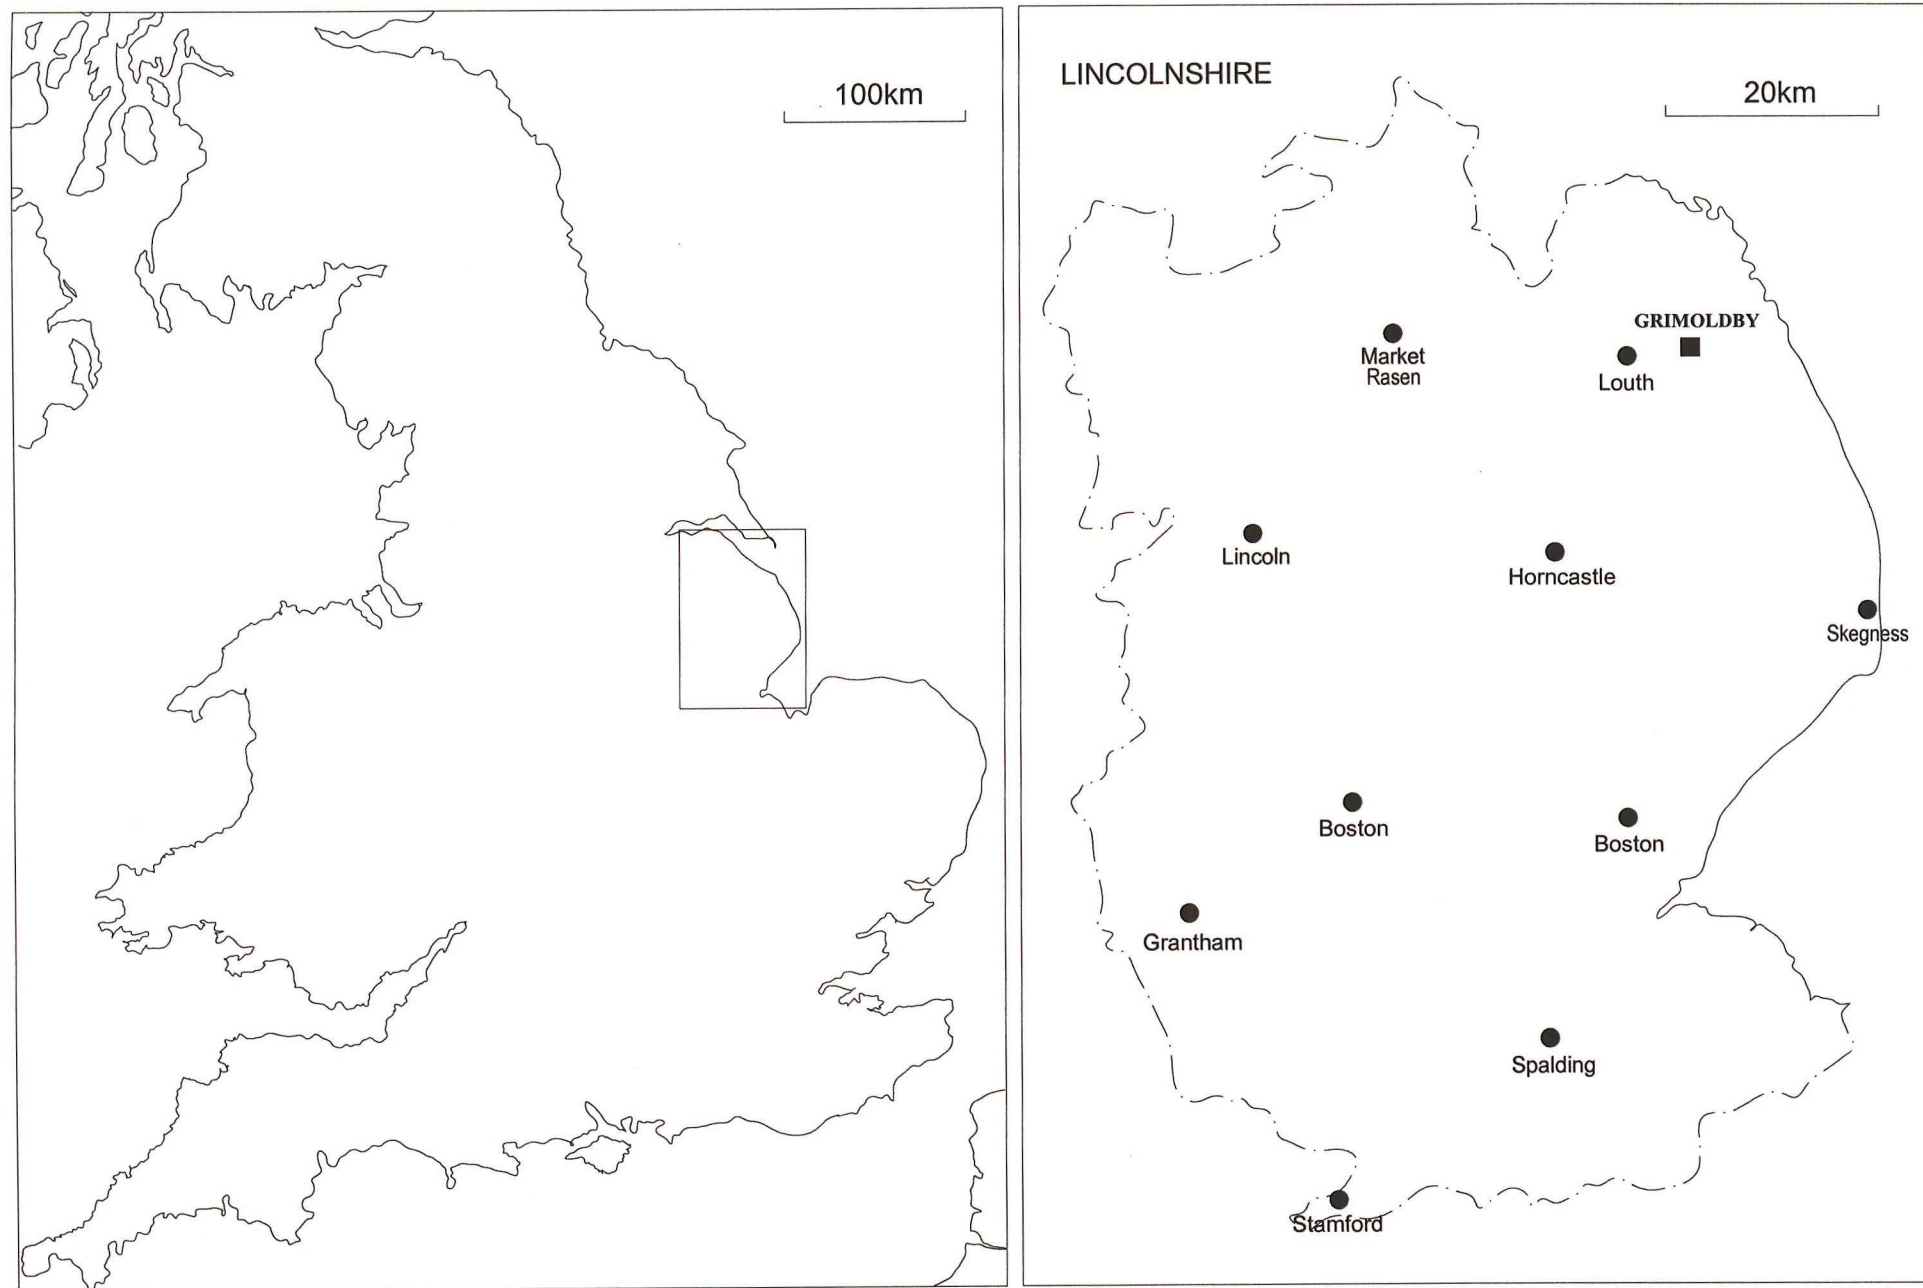 100km
LINCOLNSHIRE
20km
GRIMOLDBY
Market
Rasen
Louth
Lincoln
Horncastle
Skegness
Boston
Boston
Grantham
Spalding
Stamford